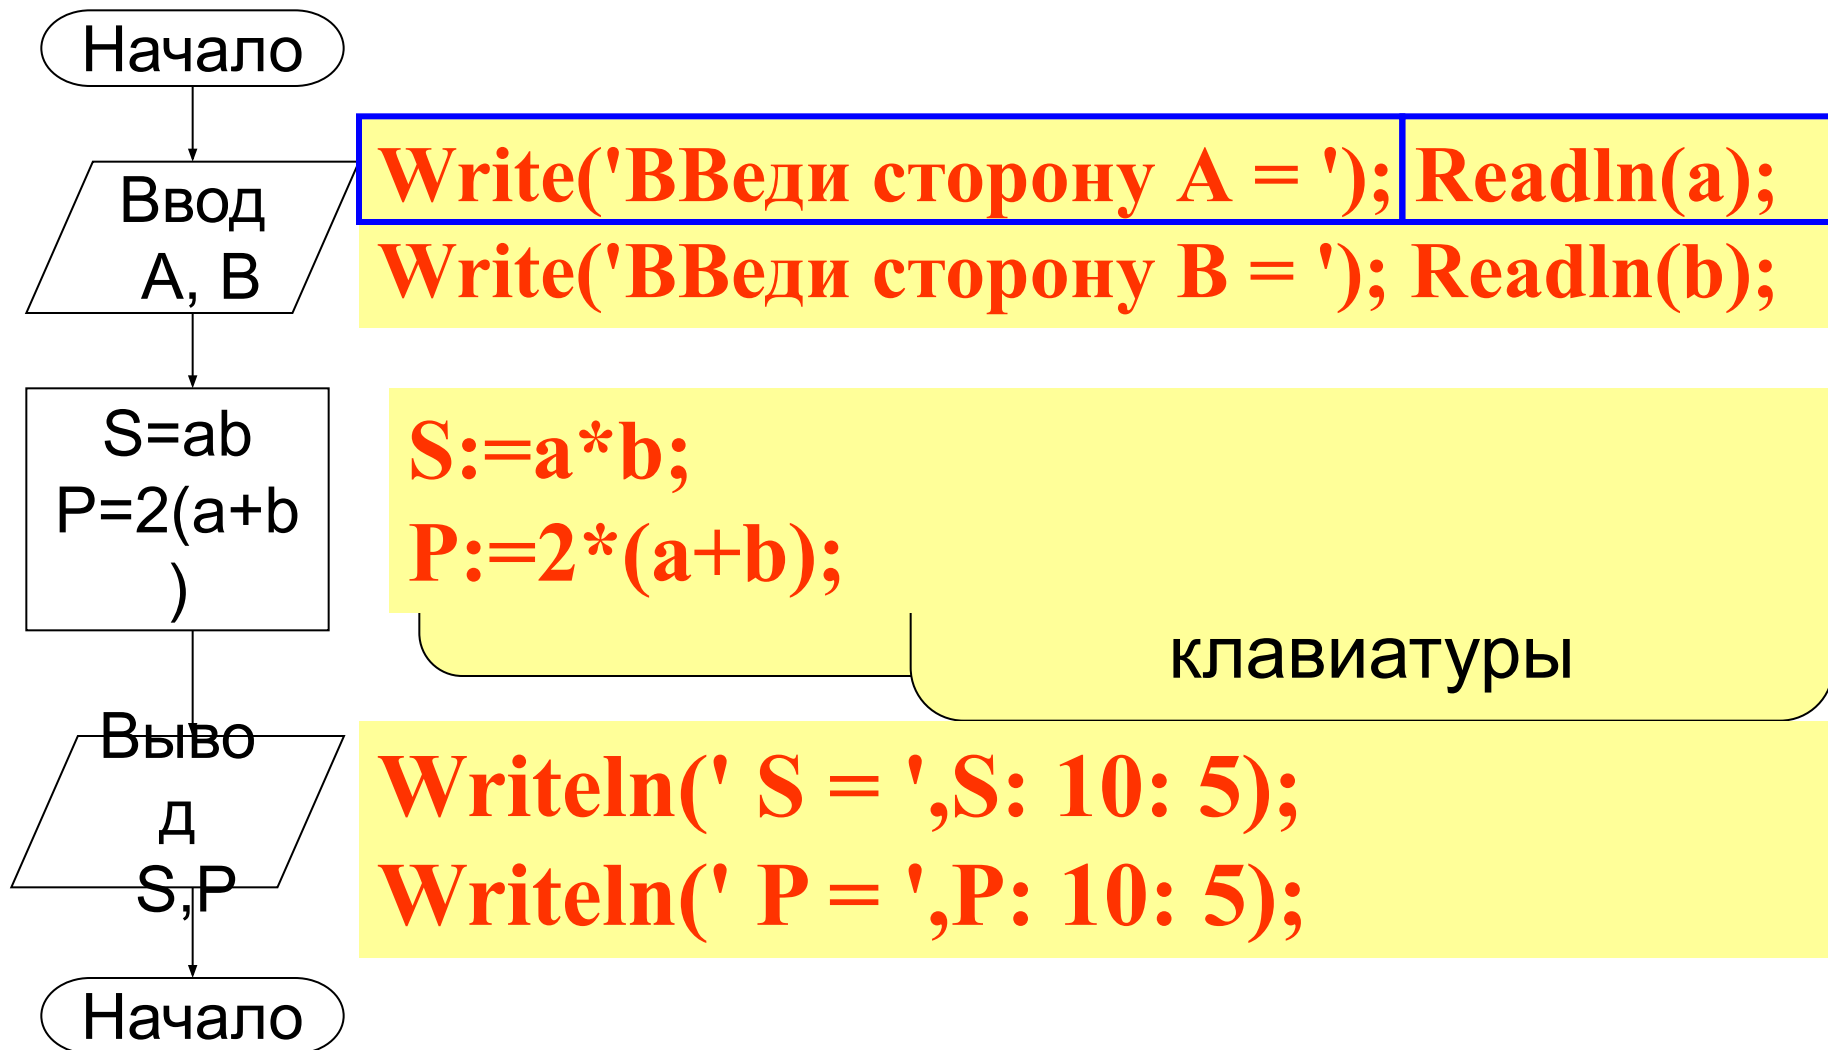 Начало
Ввод
А, В
Write('ВВеди сторону А = '); Readln(a);
Write('ВВеди сторону В = '); Readln(b);
S=ab
P=2(a+b
)
S:=a*b;
P:=2*(a+b);
клавиатуры
Выво
д
S,P
Writeln(' S = ',S: 10: 5);
Writeln(' P = ',P: 10: 5);
Начало